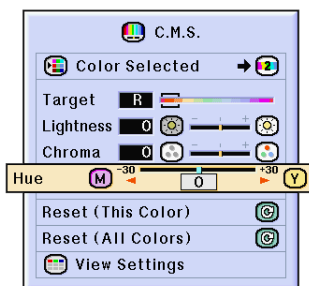 C.M.S.
Color Selected 2
Target R
Lightness 0 - +
Chroma 0 - +
Hue M -30 0 +30 Y
Reset (This Color)
Reset (All Colors)
View Settings